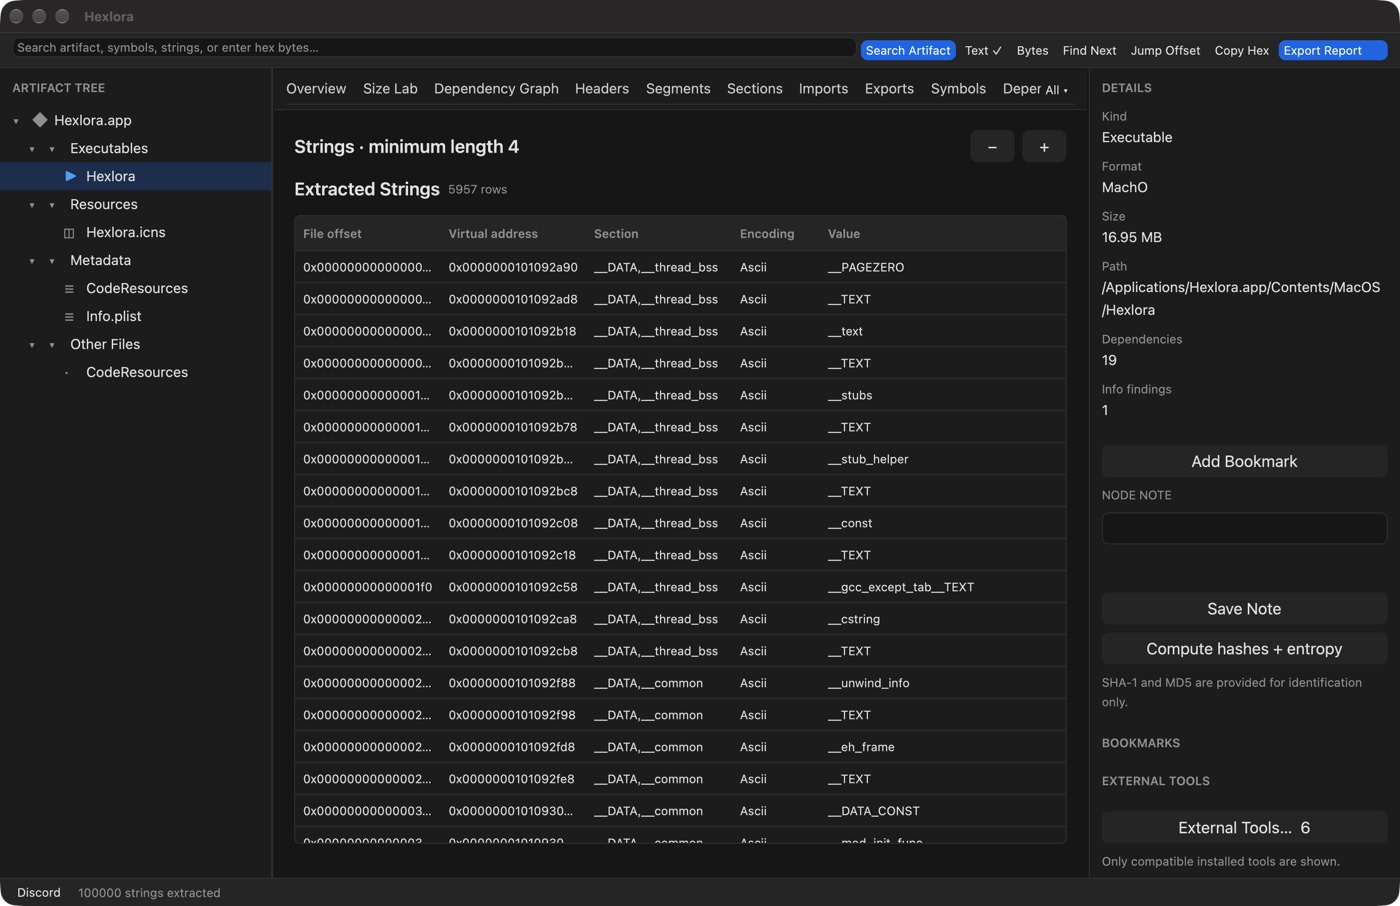 Hexlora
Search artifact, symbols, strings, or enter hex bytes...
Search Artifact Text ✓ Bytes Find Next Jump Offset Copy Hex Export Report
ARTIFACT TREE
Hexlora.app
Executables
Hexlora
Resources
Hexlora.icns
Metadata
CodeResources
Info.plist
Other Files
CodeResources
Overview Size Lab Dependency Graph Headers Segments Sections Imports Exports Symbols Deper All
Strings · minimum length 4
− +
Extracted Strings 5957 rows
File offset Virtual address Section Encoding Value
0x00000000000000... 0x0000000101092a90 __DATA,__thread_bss Ascii __PAGEZERO
0x00000000000000... 0x0000000101092ad8 __DATA,__thread_bss Ascii __TEXT
0x00000000000000... 0x0000000101092b18 __DATA,__thread_bss Ascii __text
0x00000000000000... 0x0000000101092b... __DATA,__thread_bss Ascii __TEXT
0x00000000000001... 0x0000000101092b... __DATA,__thread_bss Ascii __stubs
0x00000000000001... 0x0000000101092b78 __DATA,__thread_bss Ascii __TEXT
0x00000000000001... 0x0000000101092b... __DATA,__thread_bss Ascii __stub_helper
0x00000000000001... 0x0000000101092bc8 __DATA,__thread_bss Ascii __TEXT
0x00000000000001... 0x0000000101092c08 __DATA,__thread_bss Ascii __const
0x00000000000001... 0x0000000101092c18 __DATA,__thread_bss Ascii __TEXT
0x00000000000001f0 0x0000000101092c58 __DATA,__thread_bss Ascii __gcc_except_tab__TEXT
0x00000000000002... 0x0000000101092ca8 __DATA,__thread_bss Ascii __cstring
0x00000000000002... 0x0000000101092cb8 __DATA,__thread_bss Ascii __TEXT
0x00000000000002... 0x0000000101092f88 __DATA,__common Ascii __unwind_info
0x00000000000002... 0x0000000101092f98 __DATA,__common Ascii __TEXT
0x00000000000002... 0x0000000101092fd8 __DATA,__common Ascii __eh_frame
0x00000000000002... 0x0000000101092fe8 __DATA,__common Ascii __TEXT
0x00000000000003... 0x00000001010930... __DATA,__common Ascii __DATA_CONST
0x00000000000003... 0x00000001010930... __DATA,__common Ascii __mod_init_func
DETAILS
Kind
Executable
Format
MachO
Size
16.95 MB
Path
/Applications/Hexlora.app/Contents/MacOS
/Hexlora
Dependencies
19
Info findings
1
Add Bookmark
NODE NOTE
Save Note
Compute hashes + entropy
SHA-1 and MD5 are provided for identification
only.
BOOKMARKS
EXTERNAL TOOLS
External Tools... 6
Only compatible installed tools are shown.
Discord 100000 strings extracted